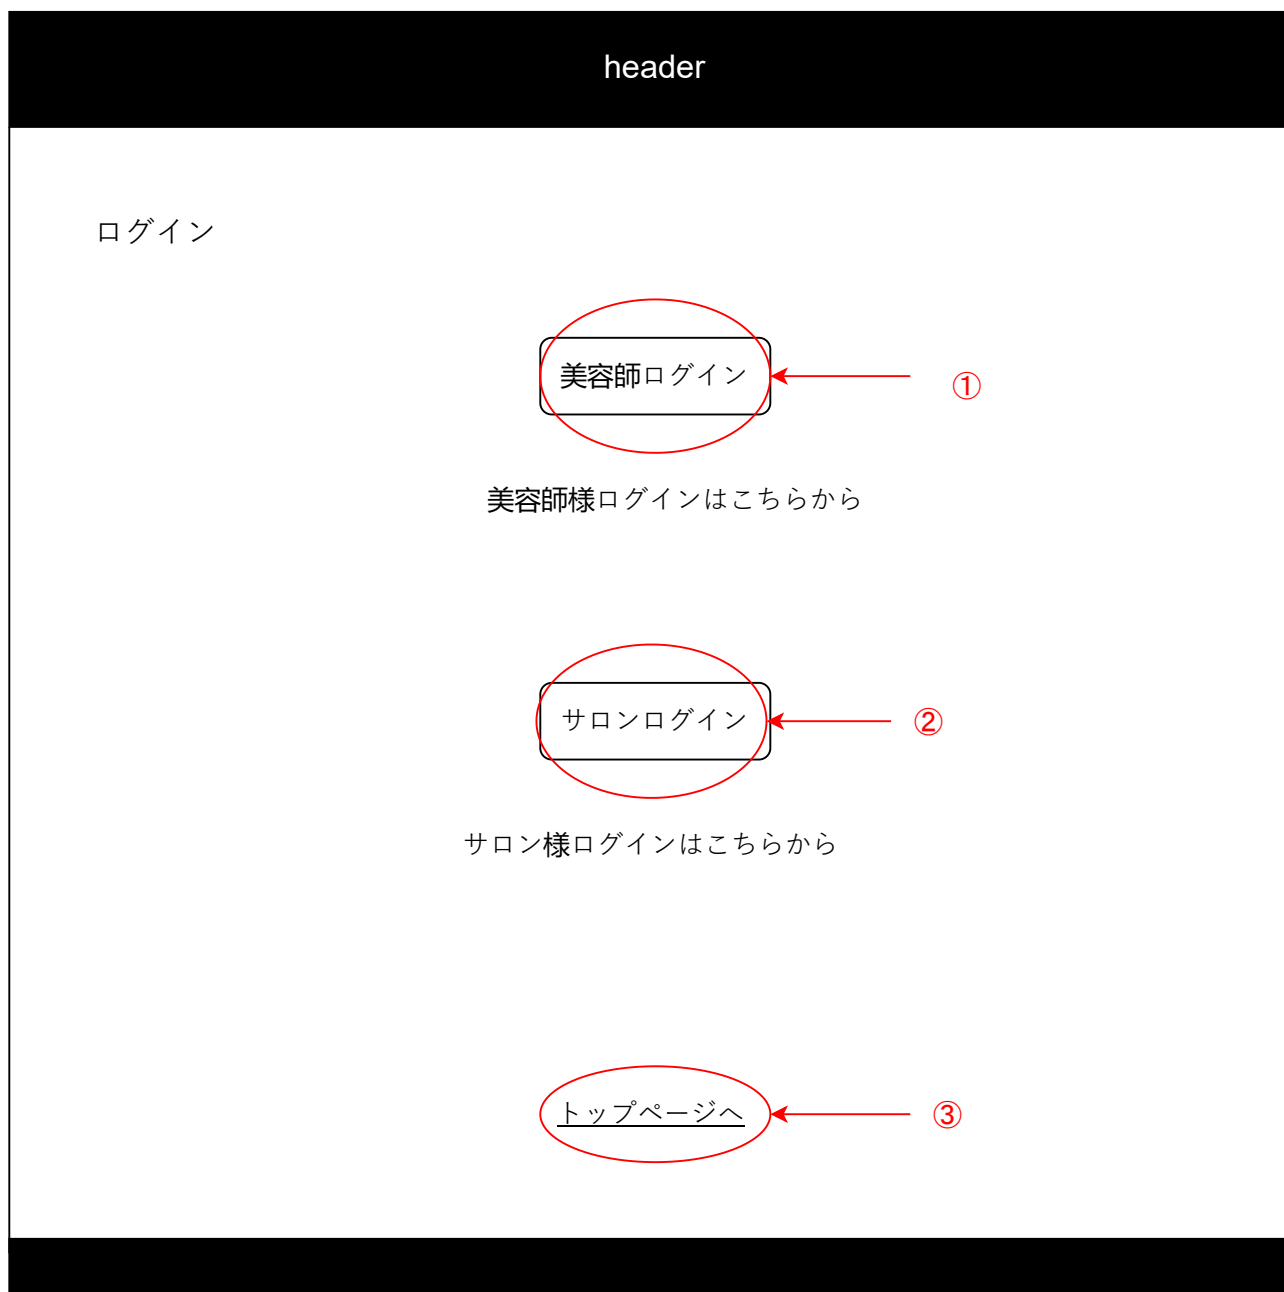 header
ログイン
美容師ログイン
①
美容師様ログインはこちらから
サロンログイン
②
サロン様ログインはこちらから
トップページへ
③